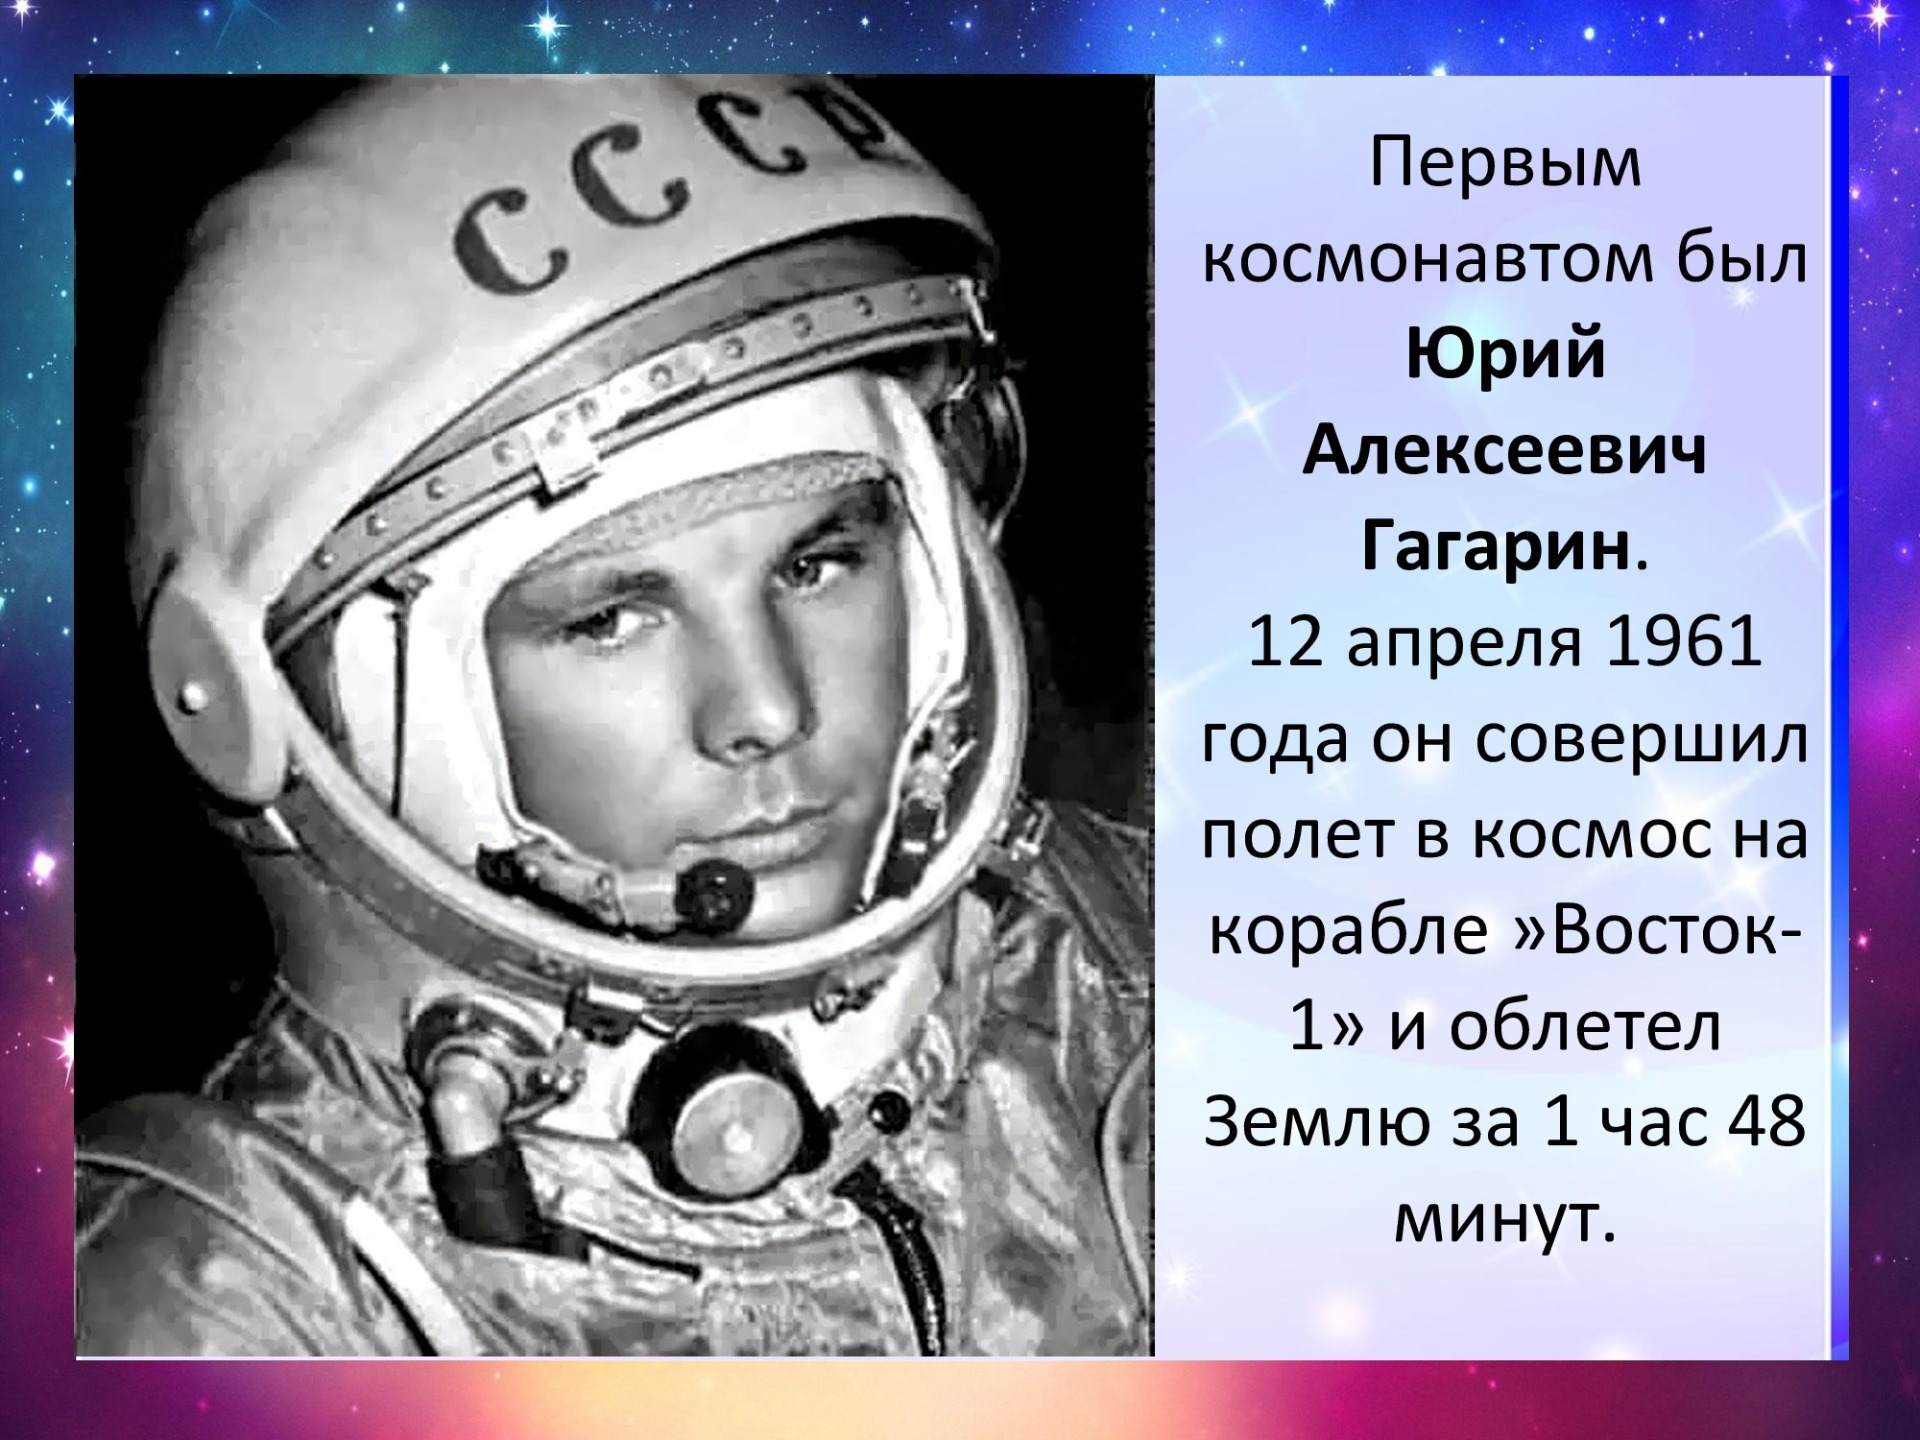 СССР
Первым
космонавтом был
Юрий
Алексеевич
Гагарин.
12 апреля 1961
года он совершил
полет в космос на
корабле »Восток-
1» и облетел
Землю за 1 час 48
минут.